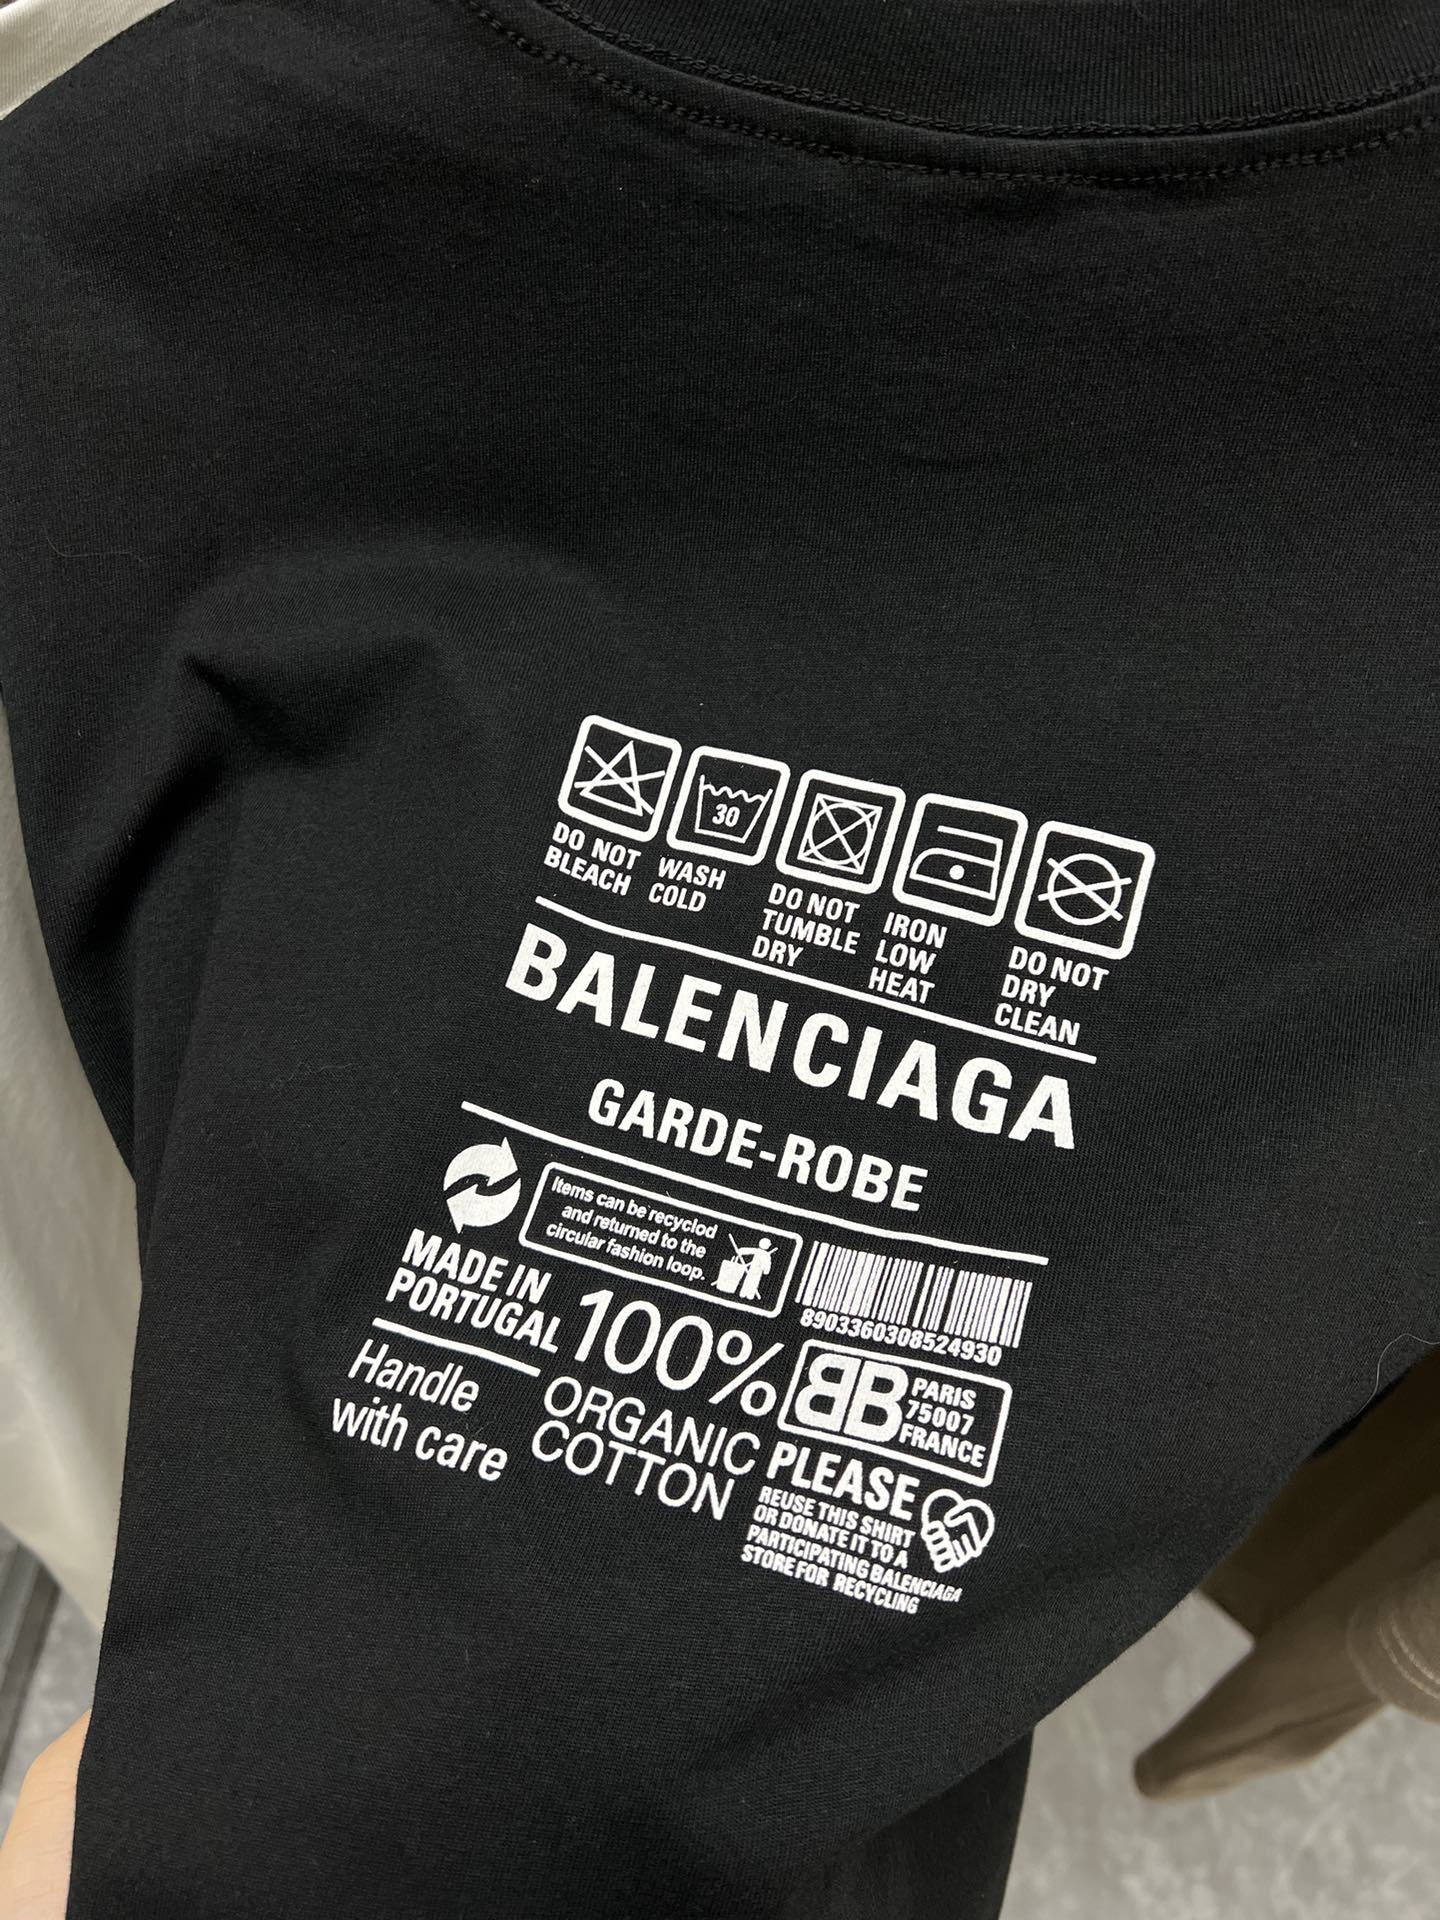 DO NOT
BLEACH
30
WASH
COLD
DO NOT
TUMBLE
DRY
IRON
LOW
HEAT
DO NOT
DRY
CLEAN
BALENCIAGA
GARDE-ROBE
MADE IN
PORTUGAL
Handle
with care
Items can be recyclod
and returned to the
circular fashion loop.
100%
ORGANIC
COTTON
8903360308524930
BB
PARIS
75007
FRANCE
PLEASE
REUSE THIS SHIRT
OR DONATE IT TO A
PARTICIPATING BALENCIAGA
STORE FOR RECYCLING